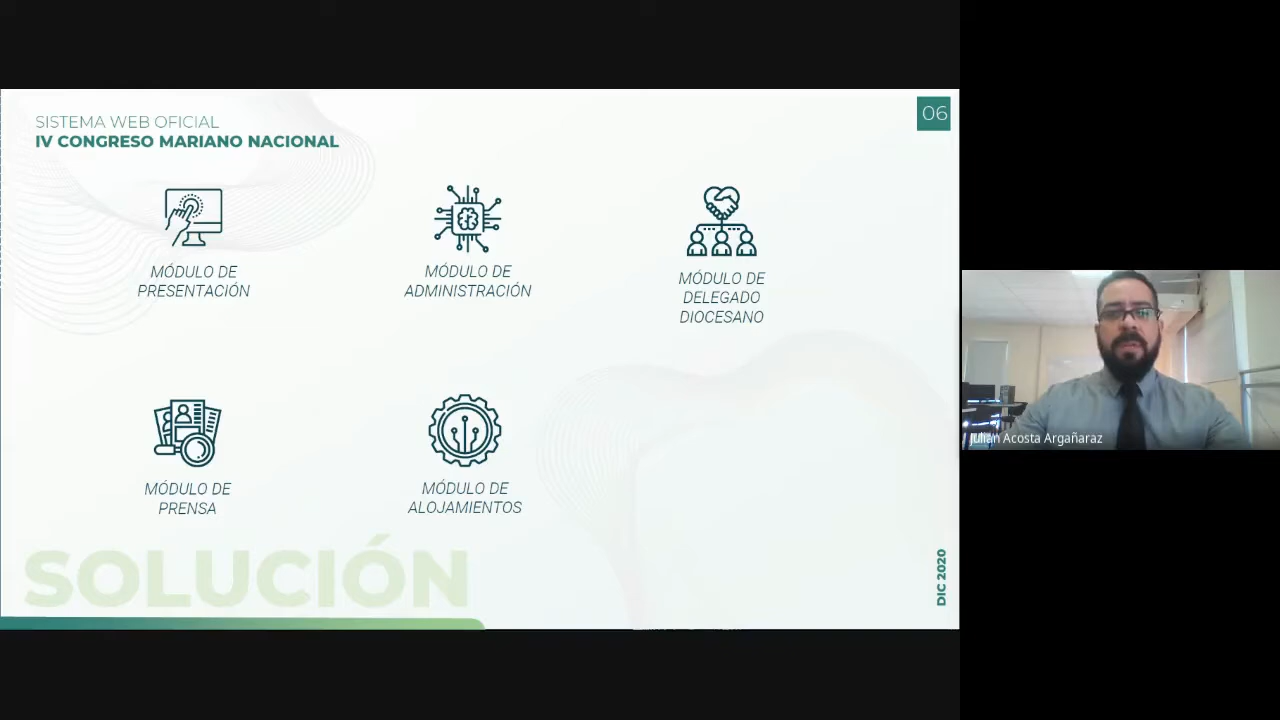 SISTEMA WEB OFICIAL
IV CONGRESO MARIANO NACIONAL
06
MÓDULO DE
PRESENTACIÓN
MÓDULO DE
ADMINISTRACIÓN
MÓDULO DE
DELEGADO
DIOCESANO
MÓDULO DE
PRENSA
MÓDULO DE
ALOJAMIENTOS
SOLUCIÓN
DIC 2020
Julián Acosta Argañaraz